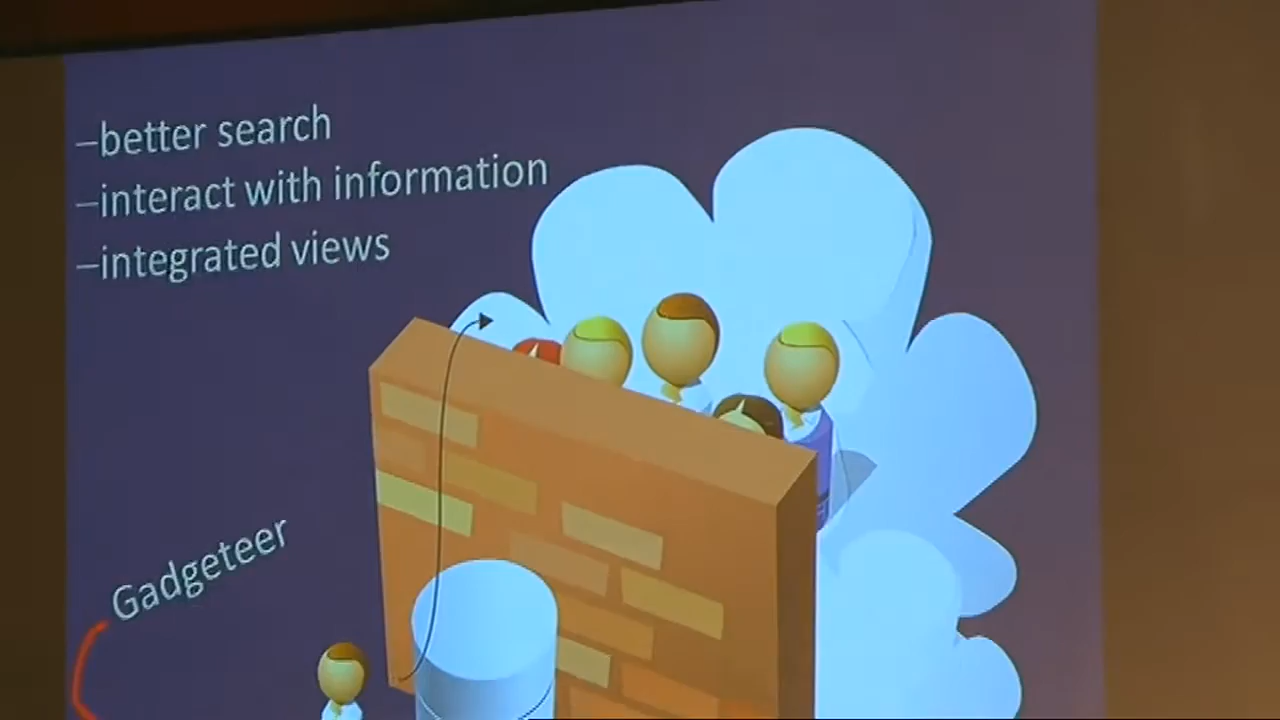 –better search
–interact with information
–integrated views
Gadgeteer